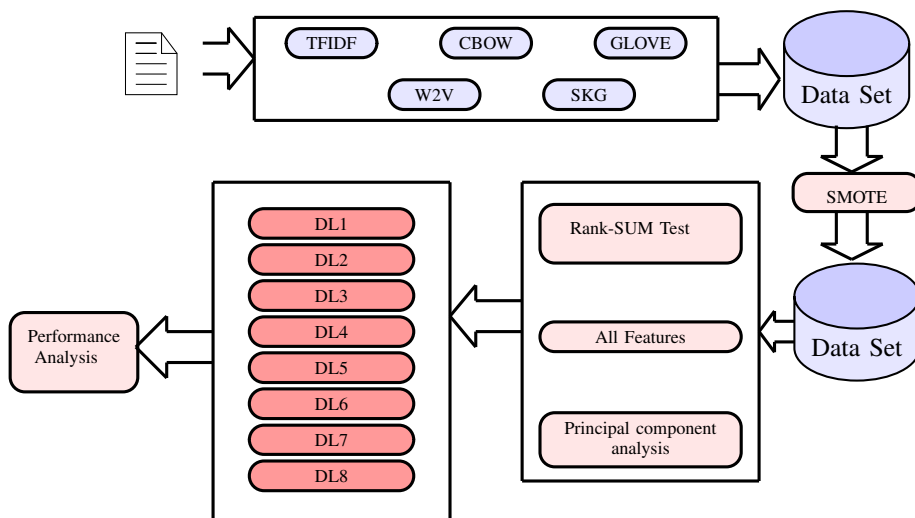 TFIDF
CBOW
GLOVE
W2V
SKG
Data Set
SMOTE
Data Set
Rank-SUM Test
All Features
Principal component
analysis
DL1
DL2
DL3
DL4
DL5
DL6
DL7
DL8
Performance
Analysis